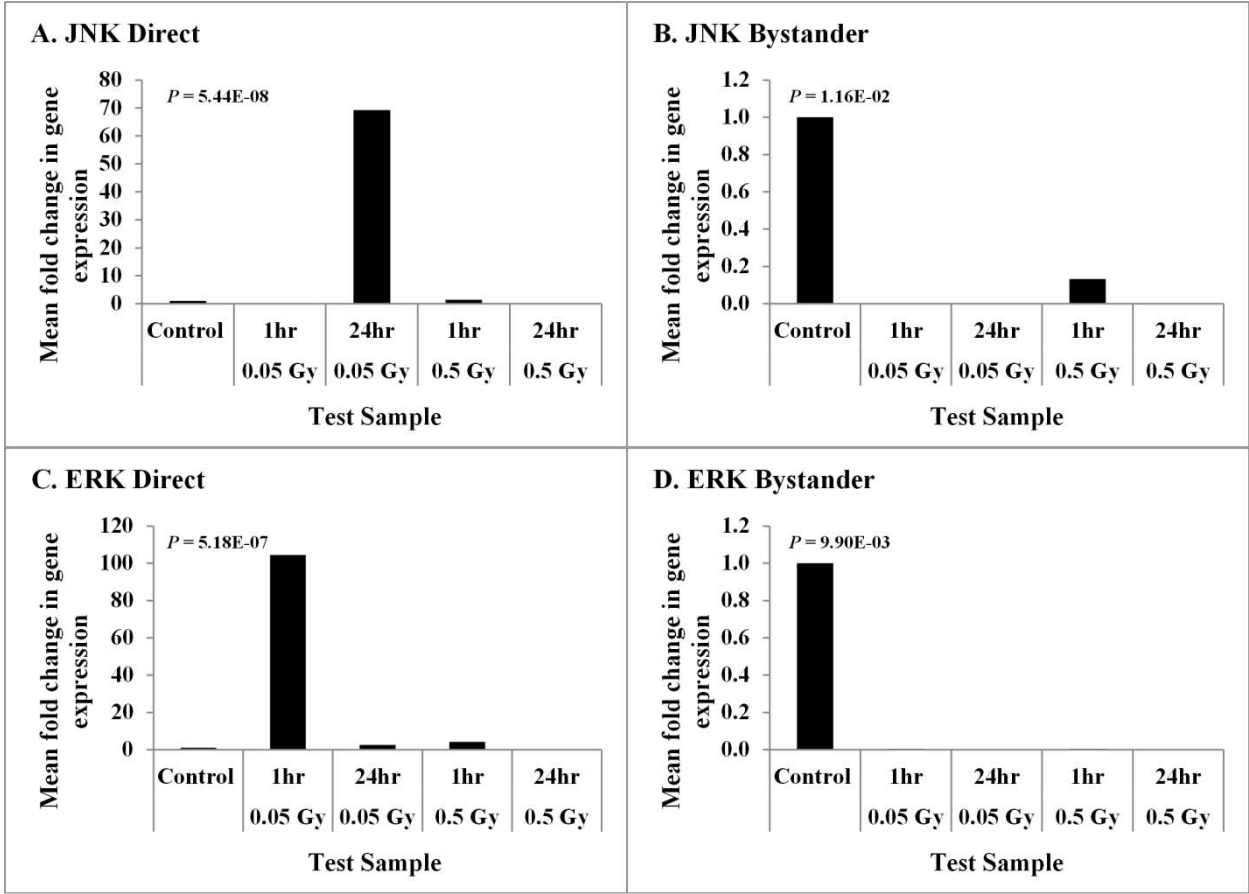 A. JNK Direct
Mean fold change in gene
expression
80
70
60
50
40
30
20
10
0
P = 5.44E-08
Control 1hr 24hr 1hr 24hr
0.05 Gy 0.05 Gy 0.5 Gy 0.5 Gy
Test Sample
B. JNK Bystander
Mean fold change in gene
expression
1.2
1.0
0.8
0.6
0.4
0.2
0.0
P = 1.16E-02
Control 1hr 24hr 1hr 24hr
0.05 Gy 0.05 Gy 0.5 Gy 0.5 Gy
Test Sample
C. ERK Direct
Mean fold change in gene
expression
120
100
80
60
40
20
0
P = 5.18E-07
Control 1hr 24hr 1hr 24hr
0.05 Gy 0.05 Gy 0.5 Gy 0.5 Gy
Test Sample
D. ERK Bystander
Mean fold change in gene
expression
1.2
1.0
0.8
0.6
0.4
0.2
0.0
P = 9.90E-03
Control 1hr 24hr 1hr 24hr
0.05 Gy 0.05 Gy 0.5 Gy 0.5 Gy
Test Sample